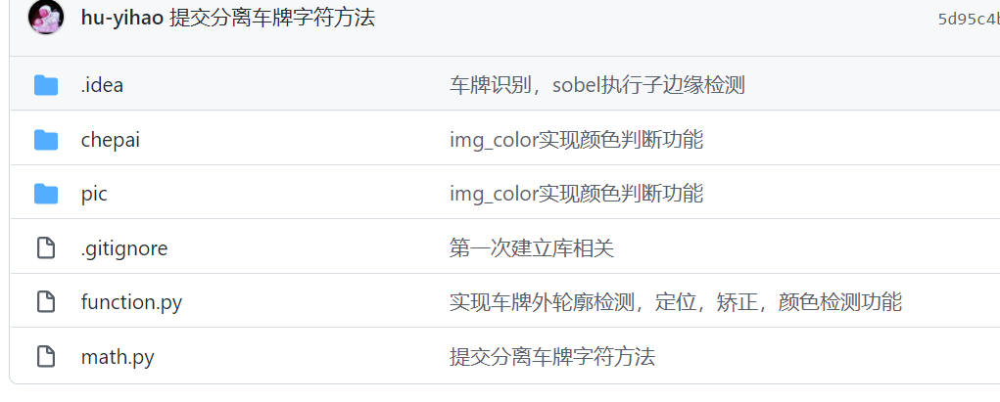 hu-yihao 提交分离车牌字符方法 5d95c4b
.idea 车牌识别，sobel执行子边缘检测
chepai img_color实现颜色判断功能
pic img_color实现颜色判断功能
.gitignore 第一次建立库相关
function.py 实现车牌外轮廓检测，定位，矫正，颜色检测功能
math.py 提交分离车牌字符方法